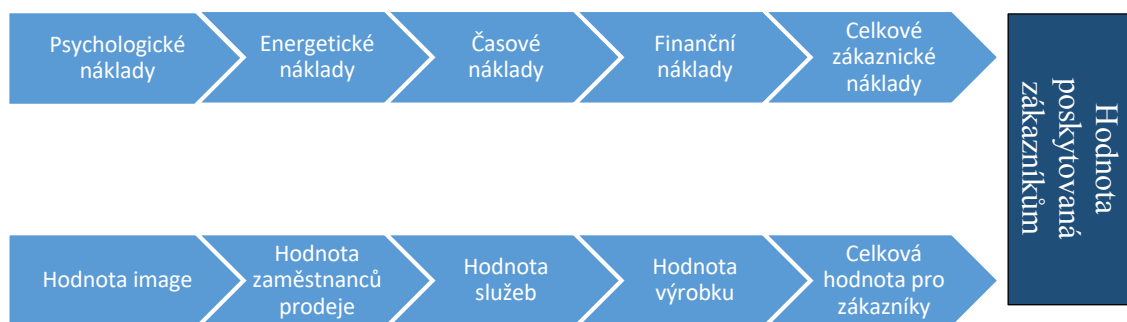 Psychologické
náklady
Energetické
náklady
Časové
náklady
Finanční
náklady
Celkové
zákaznické
náklady
Hodnota image
Hodnota
zaměstnanců
prodeje
Hodnota
služeb
Hodnota
výrobku
Celková
hodnota pro
zákazníky
Hodnota
poskytovaná
zákazníkům